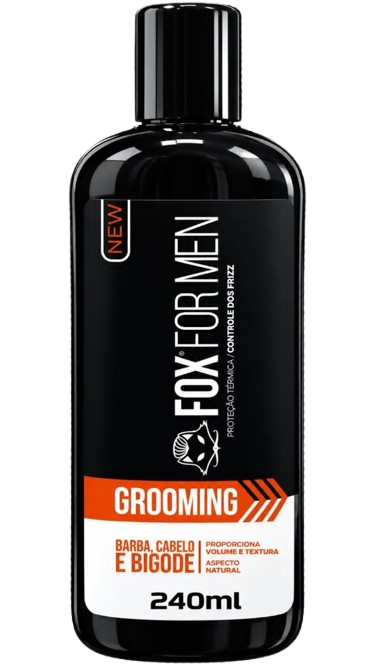 NEW
FOX® FOR MEN
PROTEÇÃO TÉRMICA / CONTROLE DOS FRIZZ
GROOMING
BARBA, CABELO
E BIGODE
PROPORCIONA
VOLUME E TEXTURA
ASPECTO
NATURAL
240ml